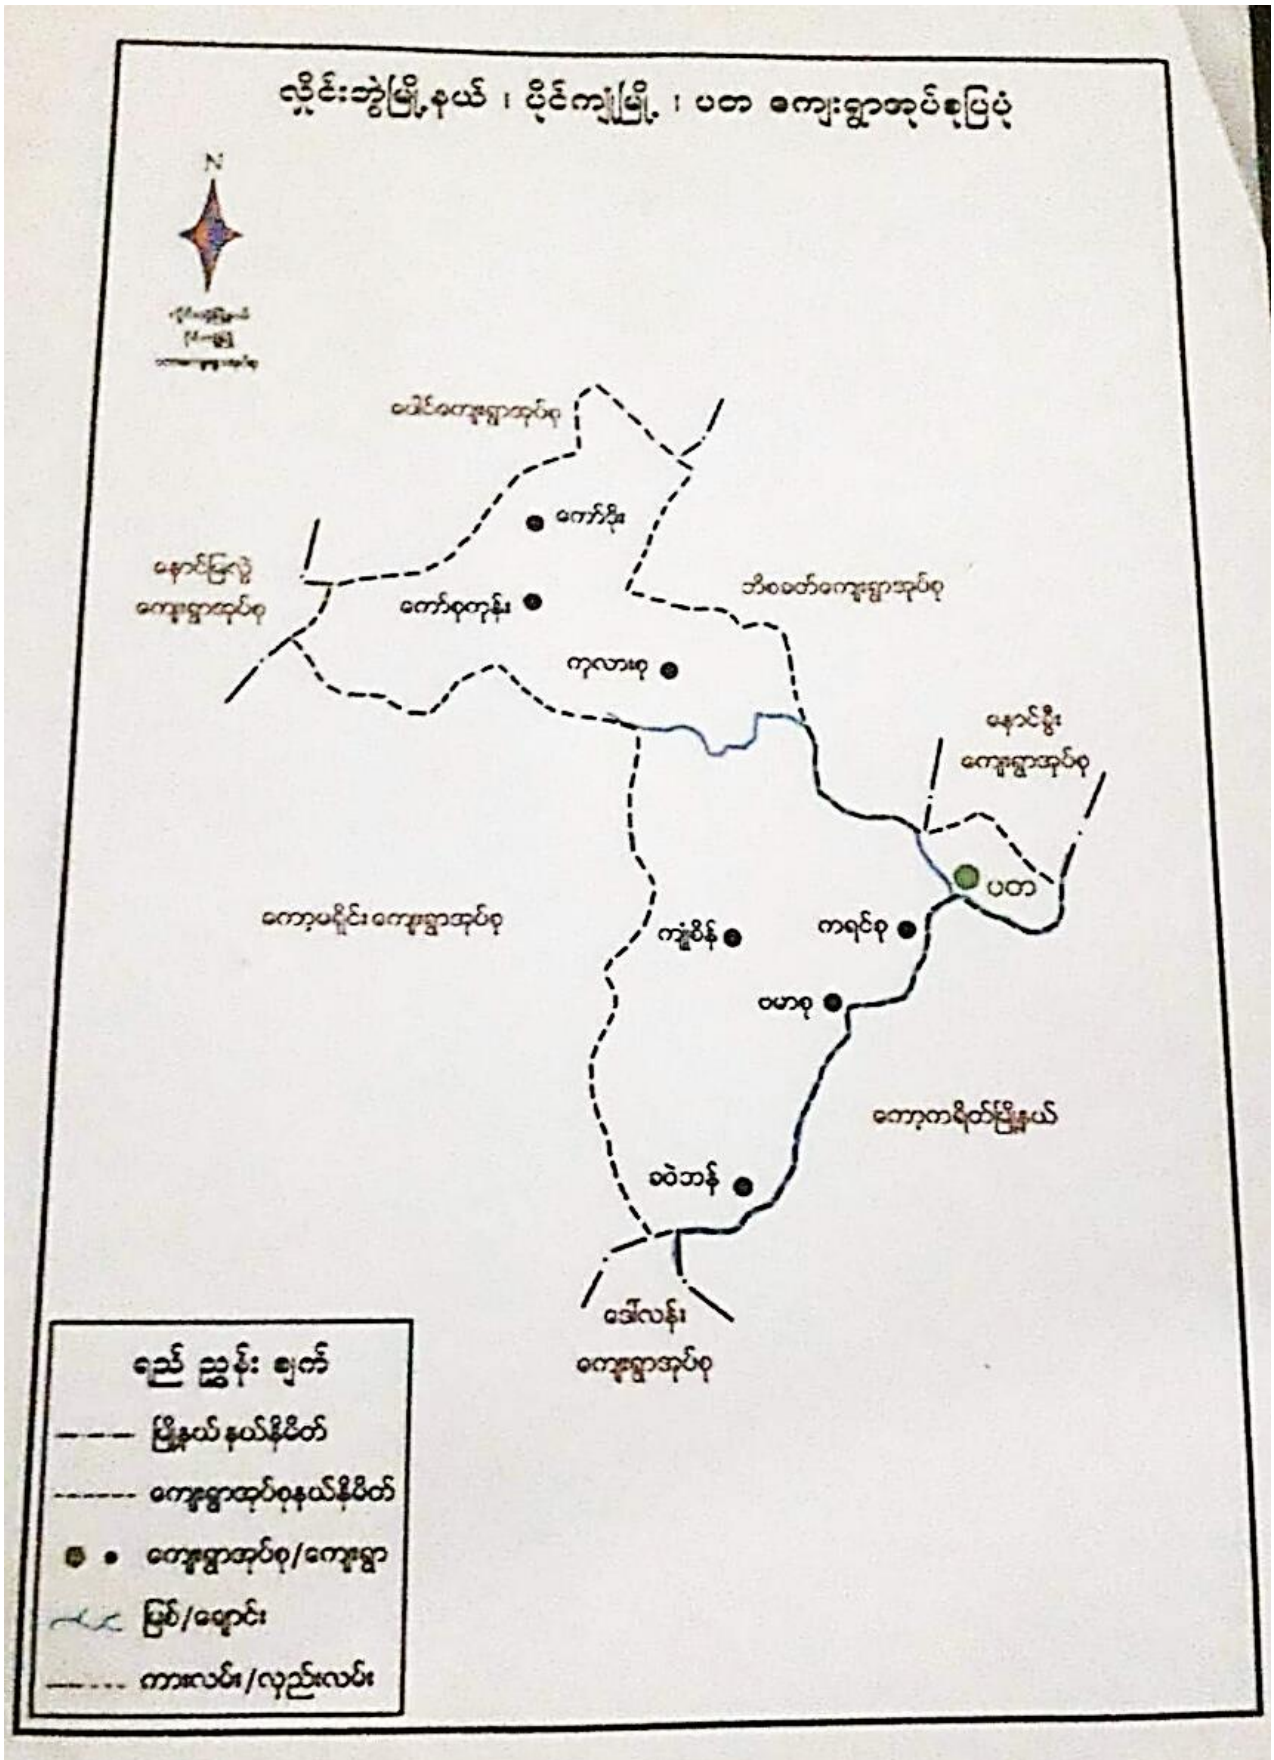 လှိုင်းဘွဲမြို့နယ် ၊ ပိုင်ကျုံမြို့ ၊ ပတ ကျေးရွာအုပ်စုပြပုံ
N
ပေါင်ကျေးရွာအုပ်စု
ကော်ဒိုး
နောင်မြလွဲ
ကျေးရွာအုပ်စု
ဘိစခတ်ကျေးရွာအုပ်စု
ကော်စုကုန်း
ကုလားစု
နောင်ခွီး
ကျေးရွာအုပ်စု
ပတ
ကော့မရိူင်းကျေးရွာအုပ်စု
ကျုံစိန်
ကရင်စု
ဗမာစု
ကော့ကရိတ်မြို့နယ်
ခဝဲဘန်
ဒေါ်လန်း
ကျေးရွာအုပ်စု
ရည် ညွှန်း ချက်
မြို့နယ်နယ်နိမိတ်
ကျေးရွာအုပ်စုနယ်နိမိတ်
ကျေးရွာအုပ်စု/ကျေးရွာ
မြစ်/ချောင်း
ကားလမ်း/လှည်းလမ်း